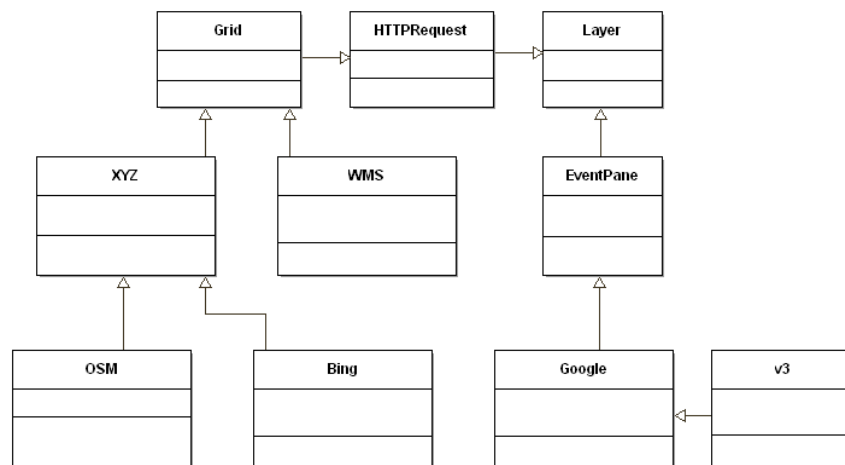 Grid
HTTPRequest
Layer
XYZ
WMS
EventPane
OSM
Bing
Google
v3